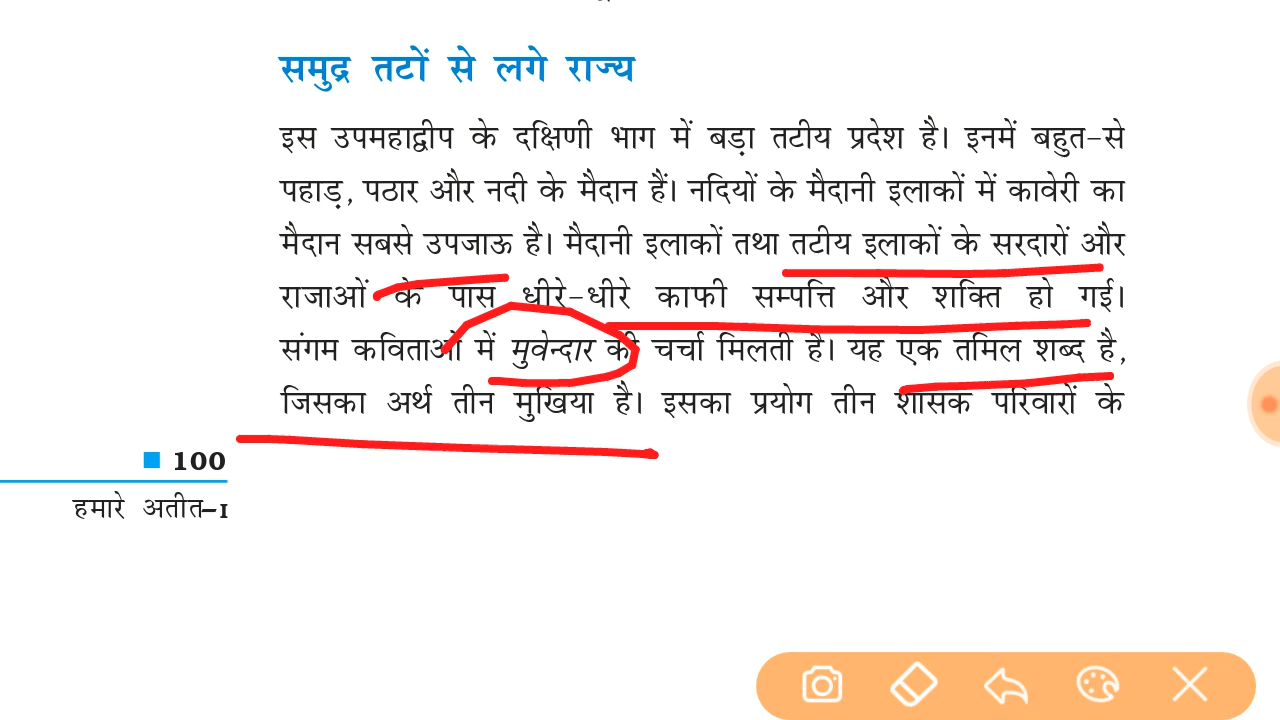 समुद्र तटों से लगे राज्य
इस उपमहाद्वीप के दक्षिणी भाग में बड़ा तटीय प्रदेश है। इनमें बहुत-से
पहाड़, पठार और नदी के मैदान हैं। नदियों के मैदानी इलाकों में कावेरी का
मैदान सबसे उपजाऊ है। मैदानी इलाकों तथा तटीय इलाकों के सरदारों और
राजाओं के पास धीरे-धीरे काफी सम्पत्ति और शक्ति हो गई।
संगम कविताओं में मुवेन्दार की चर्चा मिलती है। यह एक तमिल शब्द है,
जिसका अर्थ तीन मुखिया है। इसका प्रयोग तीन शासक परिवारों के
100
हमारे अतीत–I